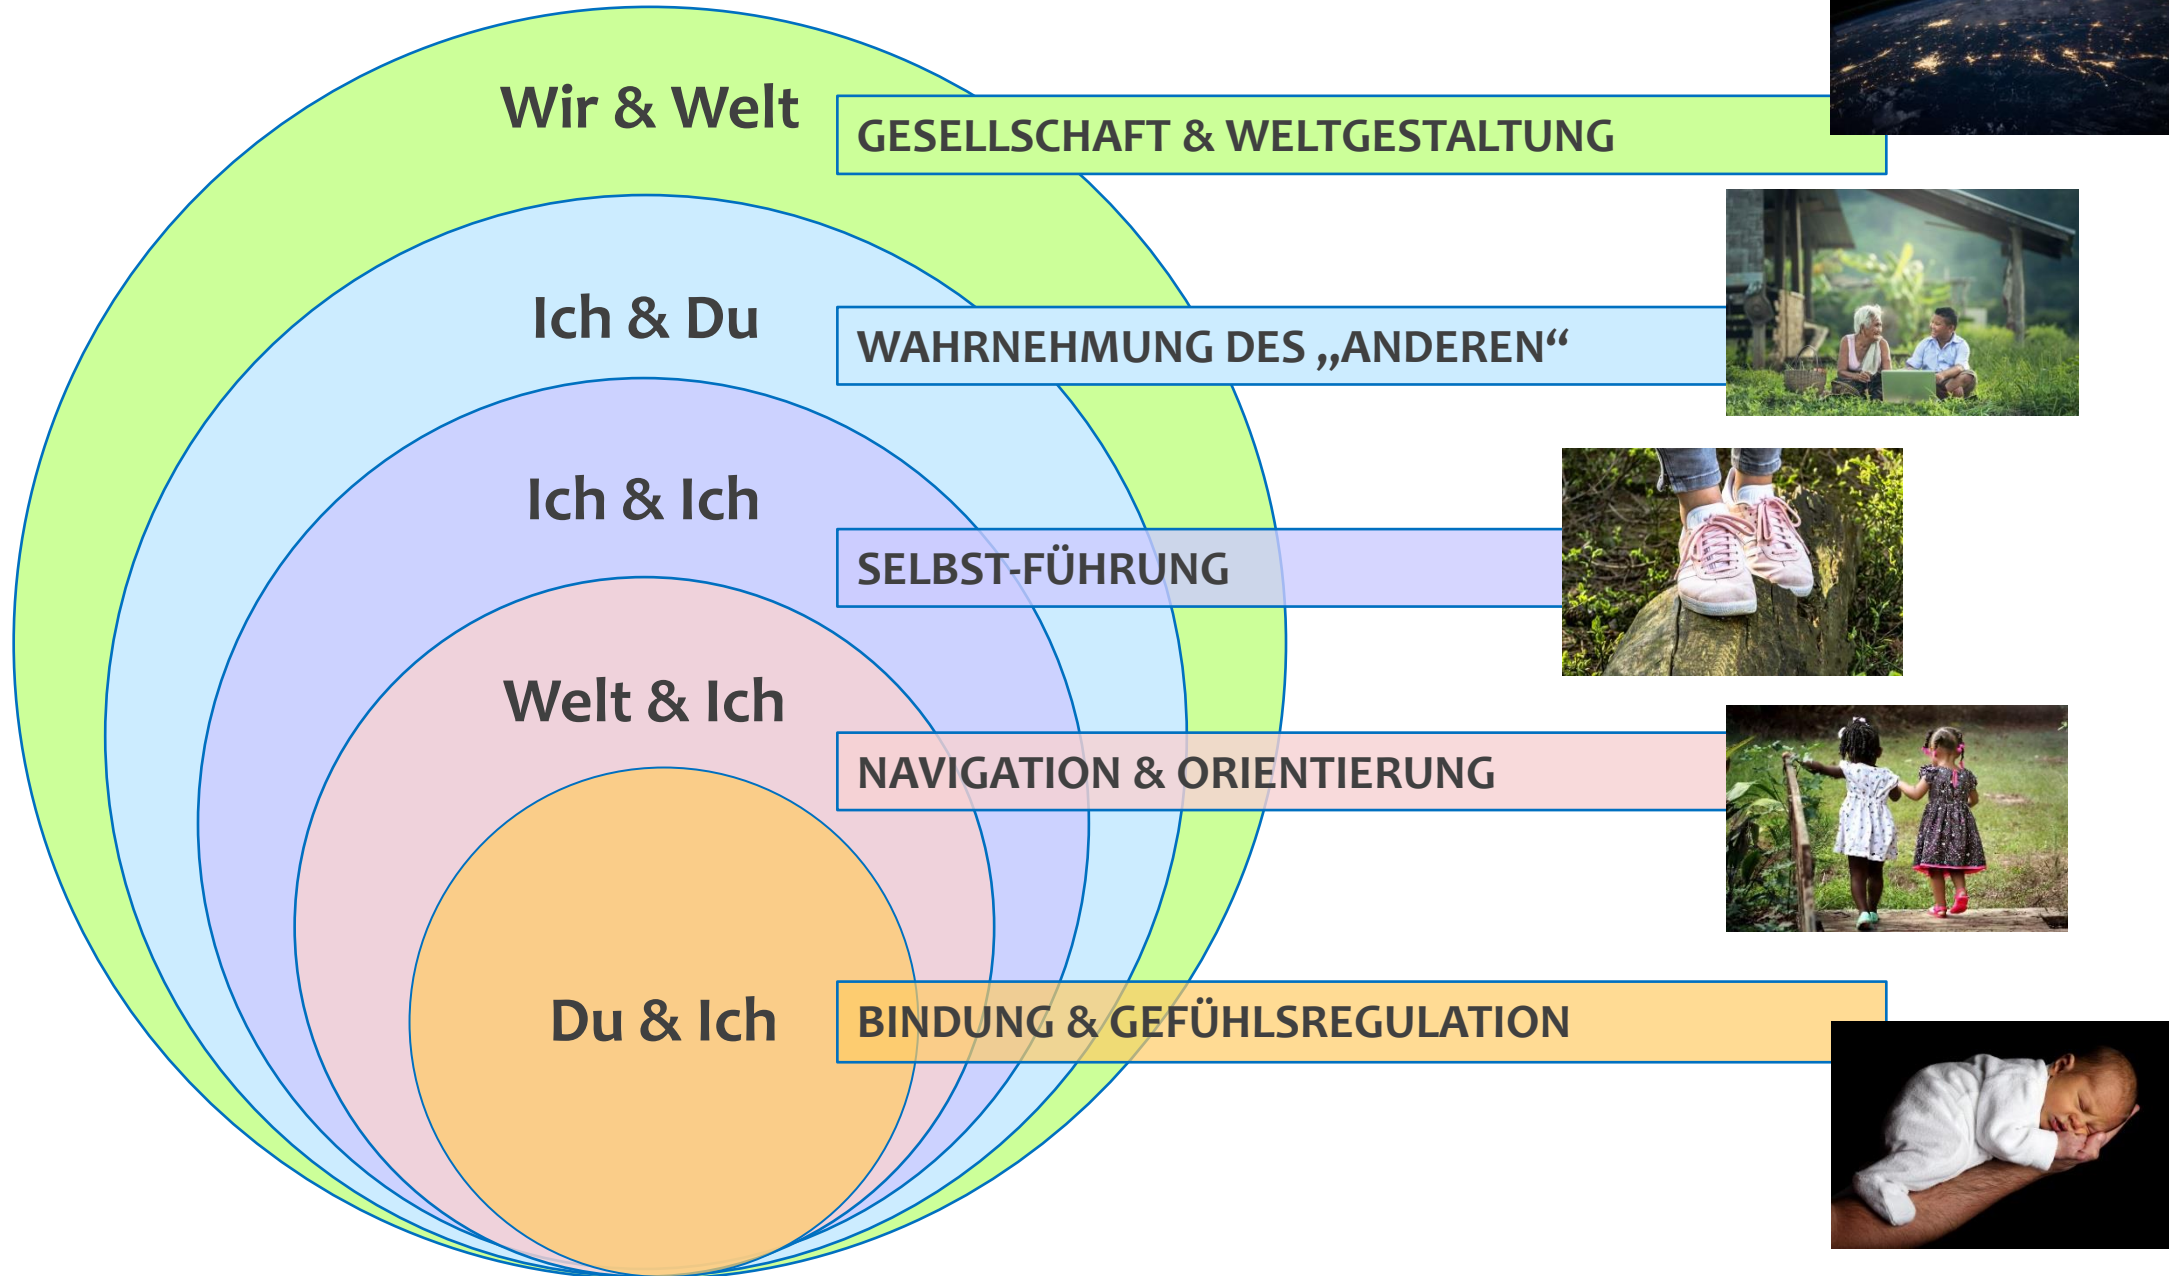 Wir & Welt
GESELLSCHAFT & WELTGESTALTUNG
Ich & Du
WAHRNEHMUNG DES „ANDEREN“
Ich & Ich
SELBST-FÜHRUNG
Welt & Ich
NAVIGATION & ORIENTIERUNG
Du & Ich
BINDUNG & GEFÜHLSREGULATION